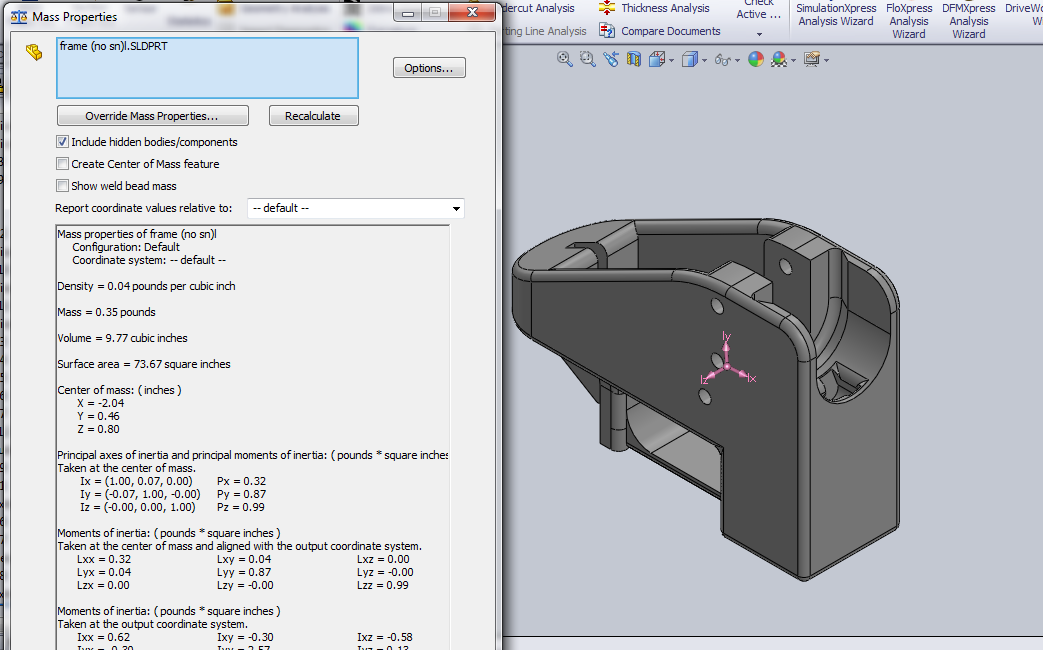 Mass Properties
frame (no sn)l.SLDPRT
Options...
Override Mass Properties...
Recalculate
Include hidden bodies/components
Create Center of Mass feature
Show weld bead mass
Report coordinate values relative to:
-- default --
Mass properties of frame (no sn)l
Configuration: Default
Coordinate system: -- default --
Density = 0.04 pounds per cubic inch
Mass = 0.35 pounds
Volume = 9.77 cubic inches
Surface area = 73.67 square inches
Center of mass: ( inches )
X = -2.04
Y = 0.46
Z = 0.80
Principal axes of inertia and principal moments of inertia: ( pounds * square inches
Taken at the center of mass.
Ix = (1.00, 0.07, 0.00) Px = 0.32
Iy = (-0.07, 1.00, -0.00) Py = 0.87
Iz = (-0.00, 0.00, 1.00) Pz = 0.99
Moments of inertia: ( pounds * square inches )
Taken at the center of mass and aligned with the output coordinate system.
Lxx = 0.32 Lxy = 0.04 Lxz = 0.00
Lyx = 0.04 Lyy = 0.87 Lyz = -0.00
Lzx = 0.00 Lzy = -0.00 Lzz = 0.99
Moments of inertia: ( pounds * square inches )
Taken at the output coordinate system.
Ixx = 0.62 Ixy = -0.30 Ixz = -0.58
Iyx = -0.30 Iyy = 2.57 Iyz = 0.13
dercut Analysis
Thickness Analysis
Check
Active ...
SimulationXpress
Analysis Wizard
FloXpress
Analysis
Wizard
DFMXpress
Analysis
Wizard
DriveWo
ting Line Analysis
Compare Documents
Iy
Iz
Ix